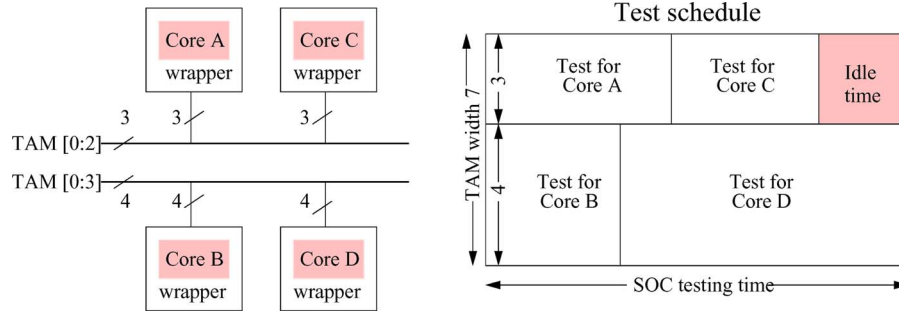 Test schedule
Core A
wrapper
Core C
wrapper
3
3
3
TAM [0:2]
TAM [0:3]
4
4
4
Core B
wrapper
Core D
wrapper
TAM width 7
3
4
Test for
Core A
Test for
Core C
Idle
time
Test for
Core B
Test for
Core D
SOC testing time